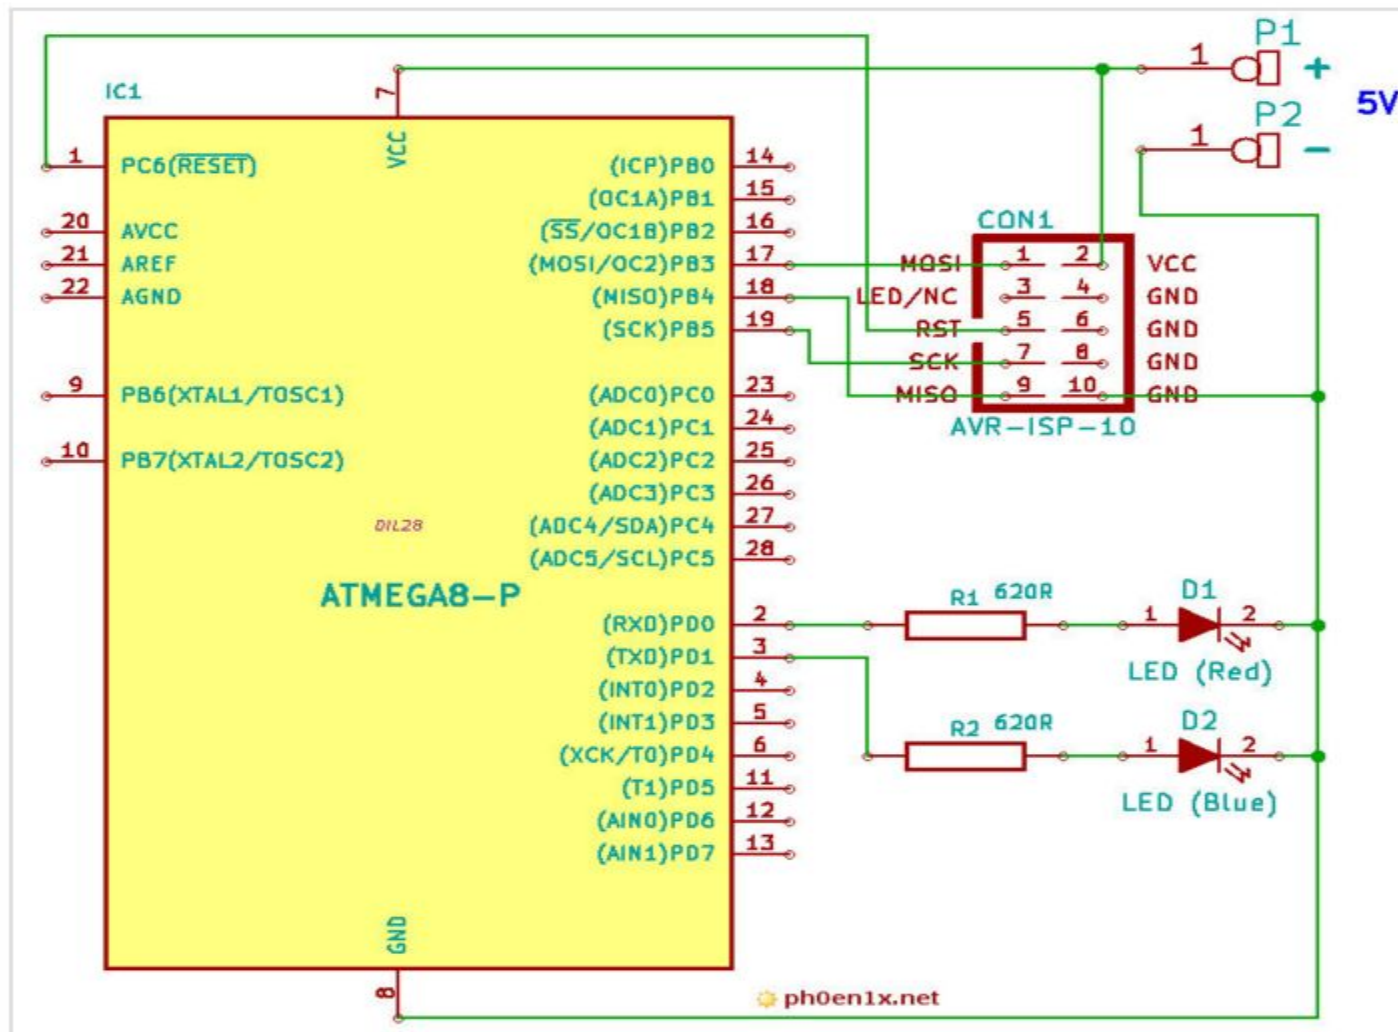 P1
1
+
5V
P2
1
−
IC1
7
VCC
1 PC6(RESET)
20 AVCC
21 AREF
22 AGND
9 PB6(XTAL1/TOSC1)
10 PB7(XTAL2/TOSC2)
(ICP)PB0 14
(OC1A)PB1 15
(SS/OC1B)PB2 16
(MOSI/OC2)PB3 17
(MISO)PB4 18
(SCK)PB5 19
(ADC0)PC0 23
(ADC1)PC1 24
(ADC2)PC2 25
(ADC3)PC3 26
(ADC4/SDA)PC4 27
(ADC5/SCL)PC5 28
DIL28
ATMEGA8-P
(RXD)PD0 2
(TXD)PD1 3
(INT0)PD2 4
(INT1)PD3 5
(XCK/T0)PD4 6
(T1)PD5 11
(AIN0)PD6 12
(AIN1)PD7 13
GND
8
CON1
MOSI 1 2 VCC
LED/NC 3 4 GND
RST 5 6 GND
SCK 7 8 GND
MISO 9 10 GND
AVR-ISP-10
R1 620R
D1
1 2
LED (Red)
R2 620R
D2
1 2
LED (Blue)
ph0en1x.net